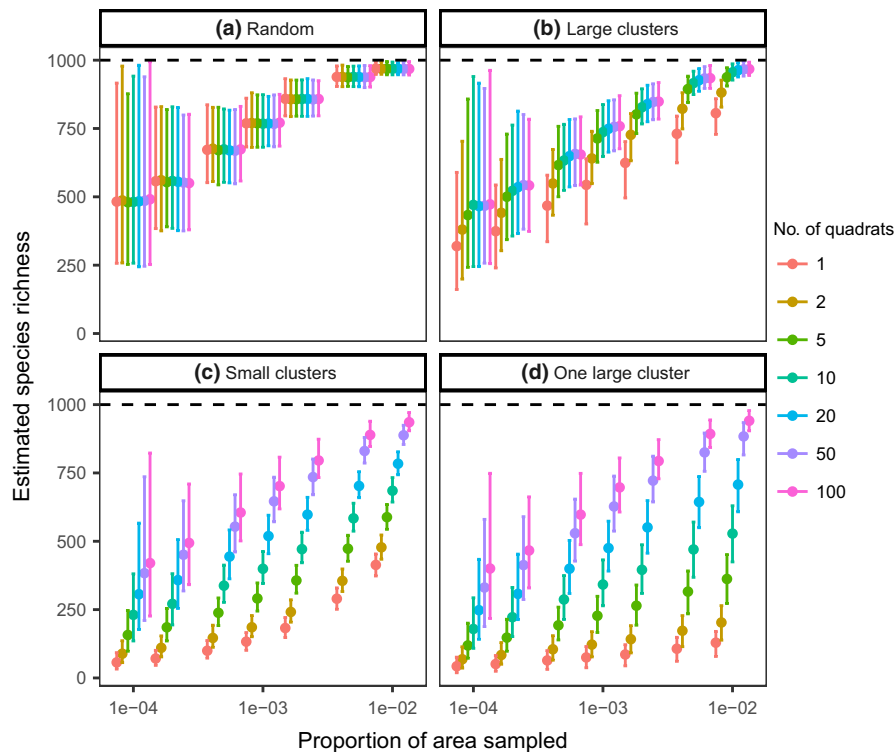 (a) Random
(b) Large clusters
1000
750
500
250
0
(c) Small clusters
(d) One large cluster
1000
750
500
250
0
1e-04
1e-03
1e-02
1e-04
1e-03
1e-02
Estimated species richness
Proportion of area sampled
No. of quadrats
1
2
5
10
20
50
100